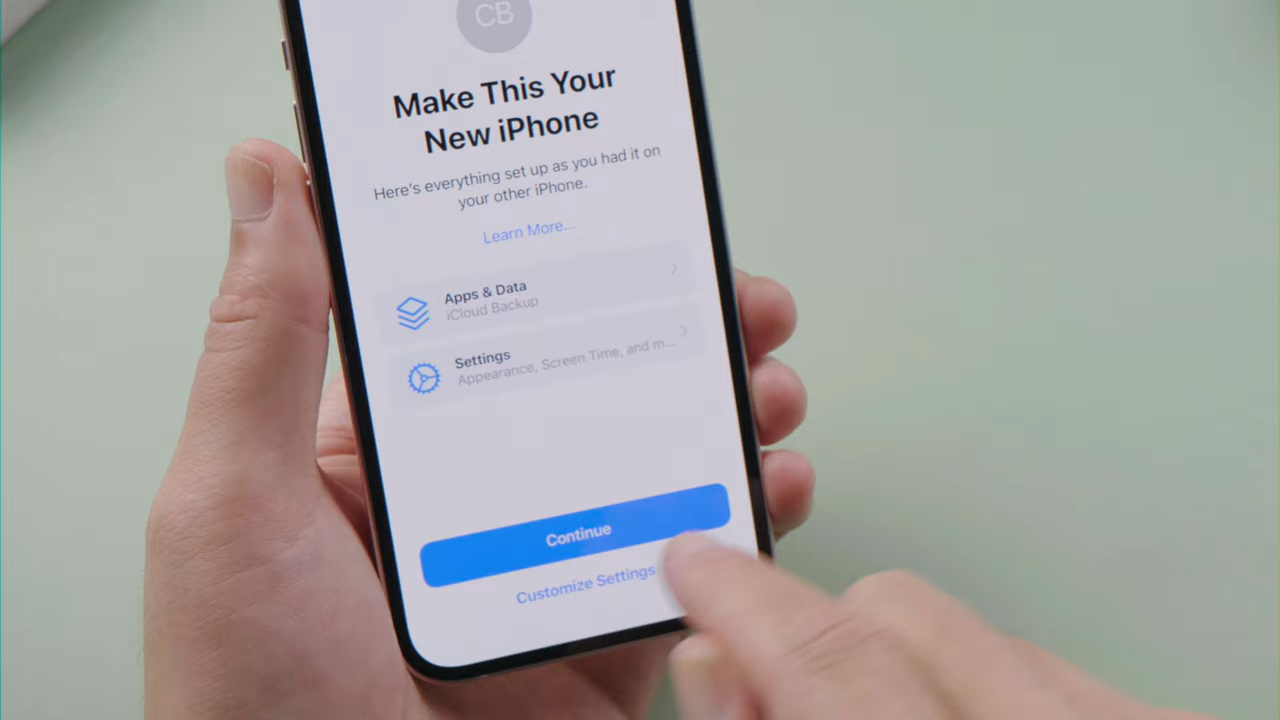 CB
Make This Your
New iPhone
Here's everything set up as you had it on
your other iPhone.
Learn More...
Apps & Data
iCloud Backup
Settings
Appearance, Screen Time, and m...
Continue
Customize Settings